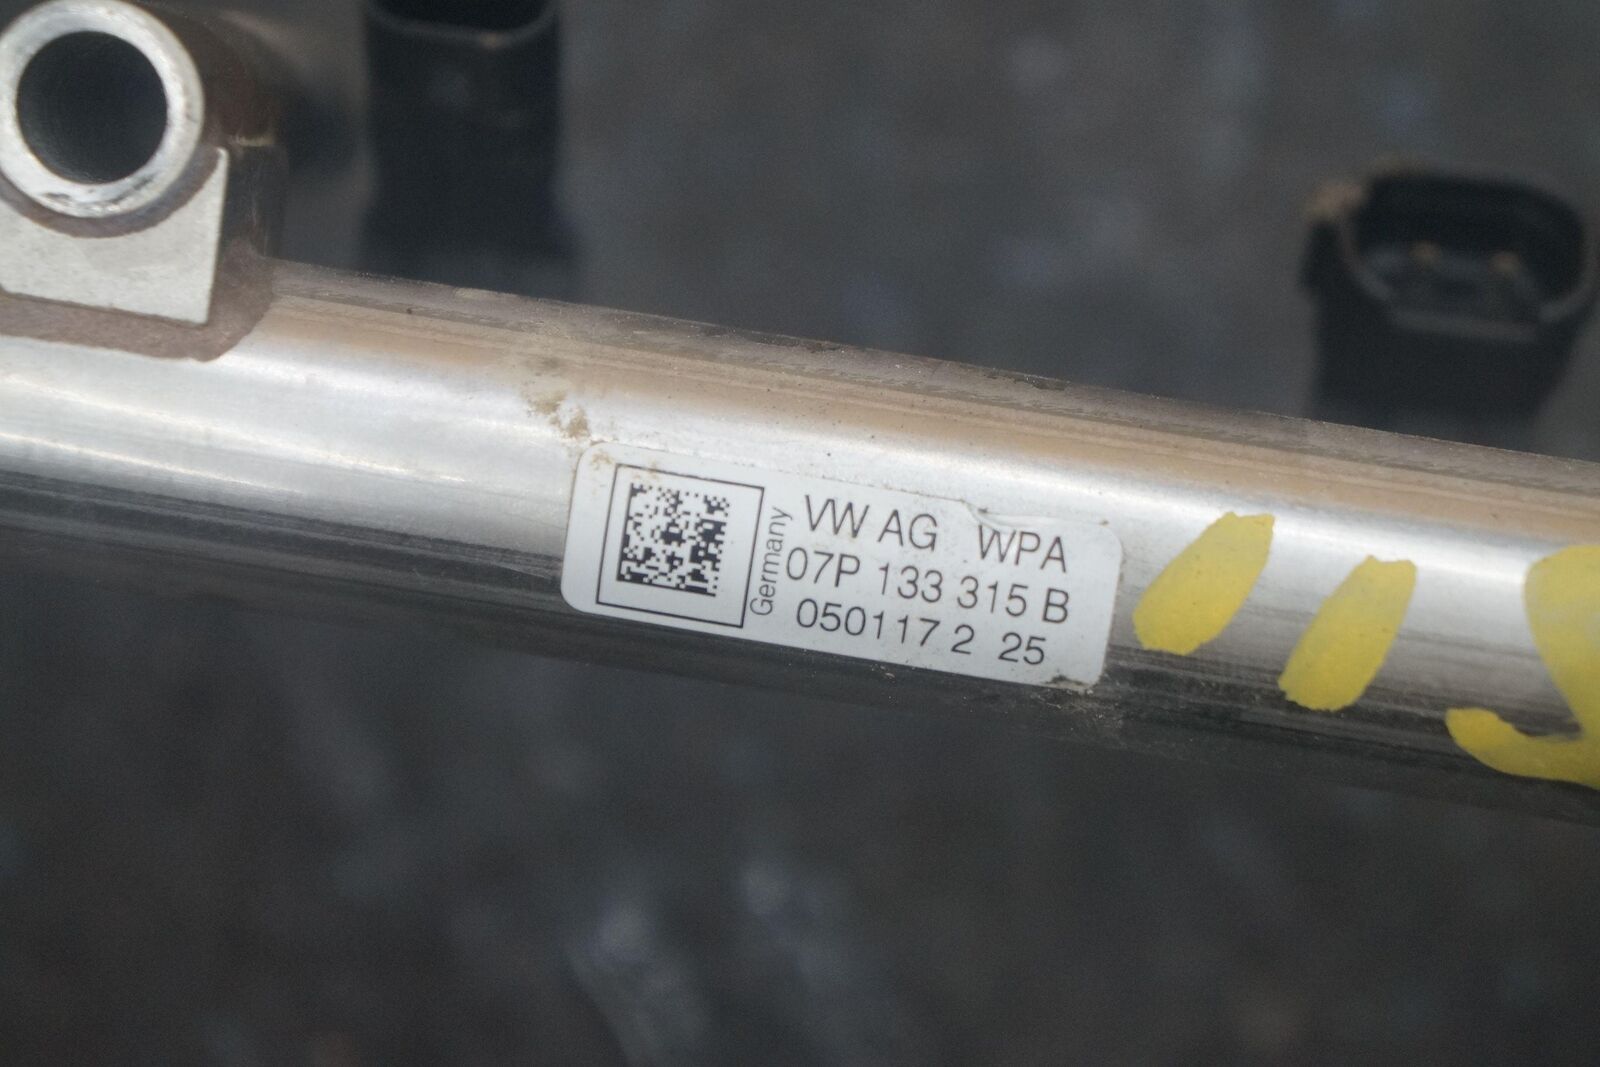 VW AG WPA
07P 133 315 B
050117 2 25
Germany